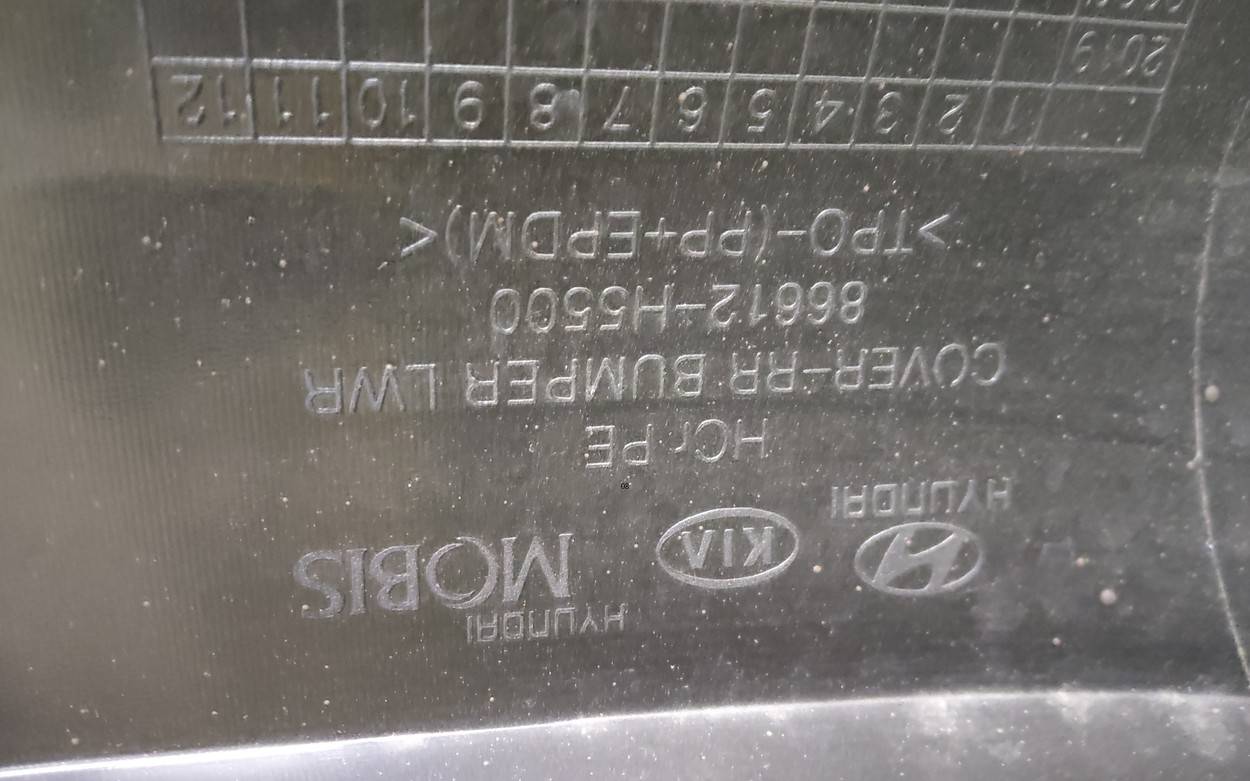 HYUNDAI
KIA MOBIS
HYUNDAI
HCr PE
COVER-RR BUMPER LWR
86612-H5500
>TPO-(PP+EPDM)<
1 2 3 4 5 6 7 8 9 10 11 12
2019